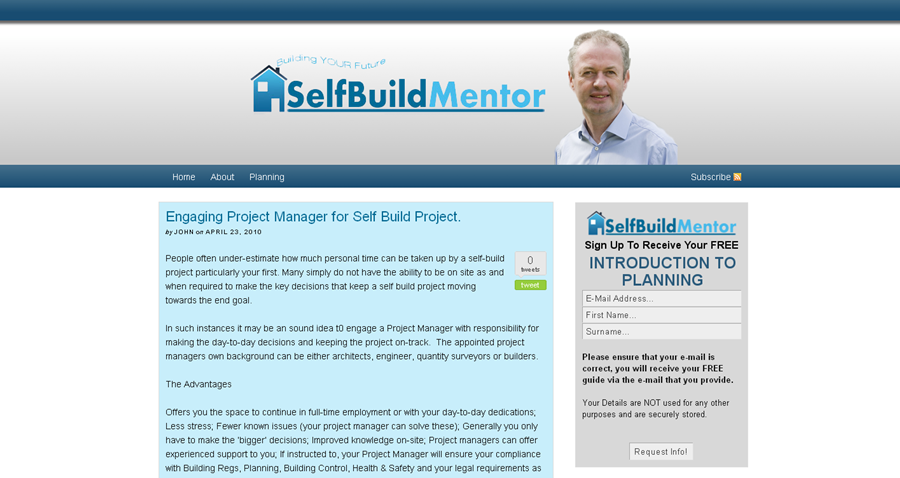 Building YOUR Future
SelfBuildMentor
Home About Planning Subscribe
Engaging Project Manager for Self Build Project.
by JOHN on APRIL 23, 2010
0
tweets
tweet
People often under-estimate how much personal time can be taken up by a self-build
project particularly your first. Many simply do not have the ability to be on site as and
when required to make the key decisions that keep a self build project moving
towards the end goal.
In such instances it may be an sound idea t0 engage a Project Manager with responsibility for
making the day-to-day decisions and keeping the project on-track. The appointed project
managers own background can be either architects, engineer, quantity surveyors or builders.
The Advantages
Offers you the space to continue in full-time employment or with your day-to-day dedications;
Less stress; Fewer known issues (your project manager can solve these); Generally you only
have to make the 'bigger' decisions; Improved knowledge on-site; Project managers can offer
experienced support to you; If instructed to, your Project Manager will ensure your compliance
with Building Regs, Planning, Building Control, Health & Safety and your legal requirements as
SelfBuildMentor
Sign Up To Receive Your FREE
INTRODUCTION TO
PLANNING
E-Mail Address...
First Name...
Surname...
Please ensure that your e-mail is
correct, you will receive your FREE
guide via the e-mail that you provide.
Your Details are NOT used for any other
purposes and are securely stored.
Request Info!